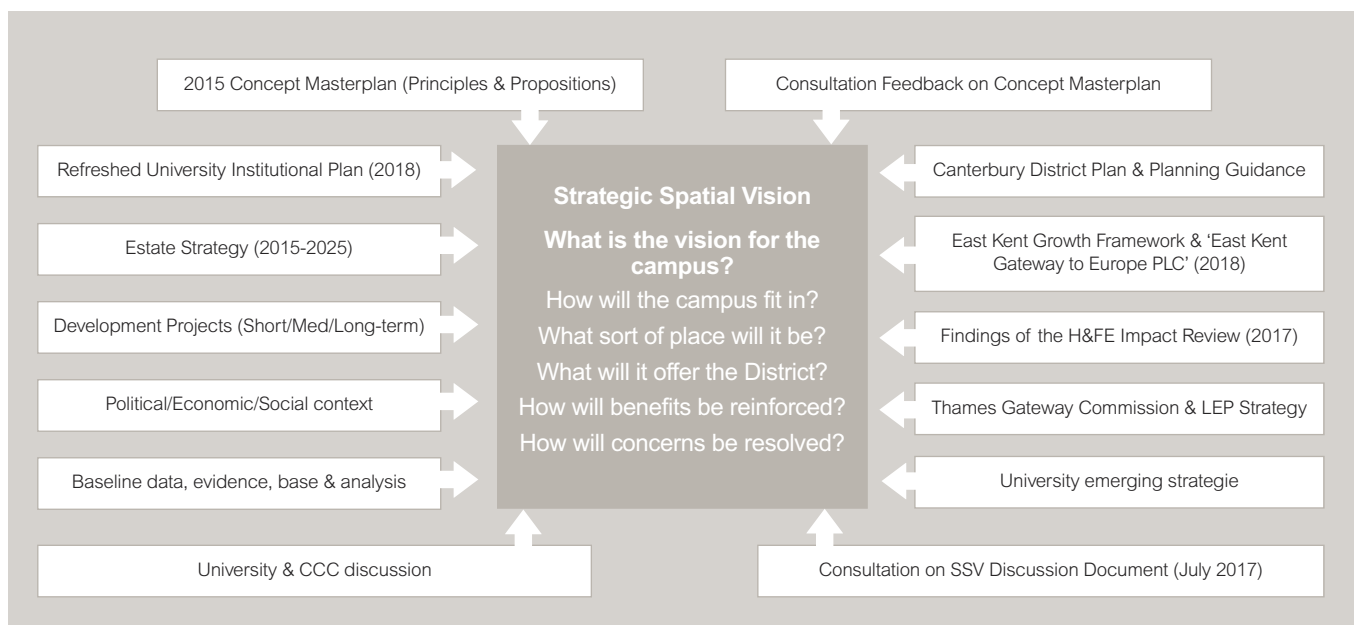 2015 Concept Masterplan (Principles & Propositions)
Consultation Feedback on Concept Masterplan
Refreshed University Institutional Plan (2018)
Estate Strategy (2015-2025)
Development Projects (Short/Med/Long-term)
Political/Economic/Social context
Baseline data, evidence, base & analysis
University & CCC discussion
Strategic Spatial Vision
What is the vision for the
campus?
How will the campus fit in?
What sort of place will it be?
What will it offer the District?
How will benefits be reinforced?
How will concerns be resolved?
Canterbury District Plan & Planning Guidance
East Kent Growth Framework & ‘East Kent
Gateway to Europe PLC’ (2018)
Findings of the H&FE Impact Review (2017)
Thames Gateway Commission & LEP Strategy
University emerging strategie
Consultation on SSV Discussion Document (July 2017)